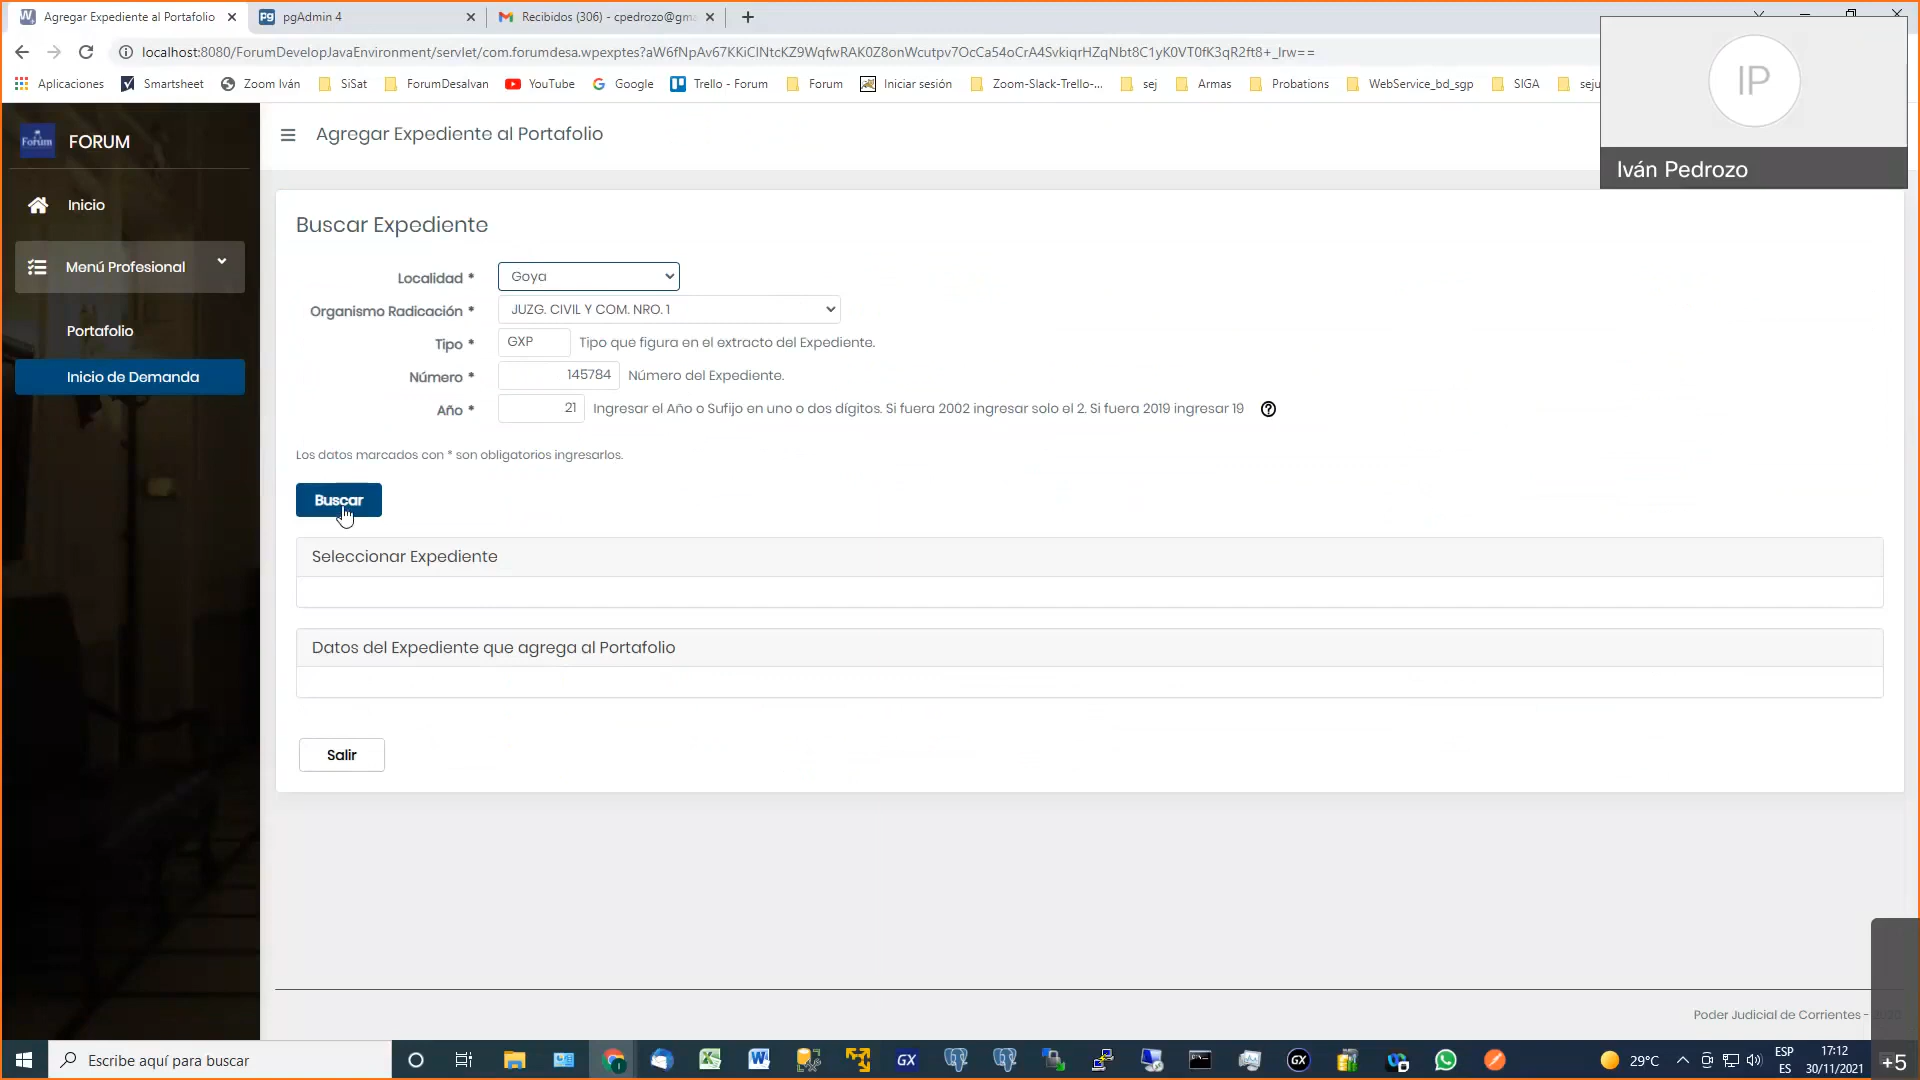 Agregar Expediente al Portafolio
pgAdmin 4
Recibidos (306) - cpedrozo@gm
localhost:8080/ForumDevelopJavaEnvironment/servlet/com.forumdesa.wpexptes?
Aplicaciones
Smartsheet
Zoom Iván
SiSat
ForumDesaIvan
YouTube
Google
Trello - Forum
Forum
Iniciar sesión
Zoom-Slack-Trello-...
sej
Armas
Probations
WebService_bd_sgp
SIGA
seju
IP
Iván Pedrozo
Forum
FORUM
Agregar Expediente al Portafolio
Inicio
Menú Profesional
Portafolio
Inicio de Demanda
Buscar Expediente
Localidad * Goya
Organismo Radicación * JUZG. CIVIL Y COM. NRO. 1
Tipo * GXP Tipo que figura en el extracto del Expediente.
Número * 145784 Número del Expediente.
Año * 21 Ingresar el Año o Sufijo en uno o dos dígitos. Si fuera 2002 ingresar solo el 2. Si fuera 2019 ingresar 19
Los datos marcados con * son obligatorios ingresarlos.
Buscar
Seleccionar Expediente
Datos del Expediente que agrega al Portafolio
Salir
Poder Judicial de Corrientes -
Escribe aquí para buscar
GX
GX
29°C
ESP
ES
17:12
30/11/2021
+5